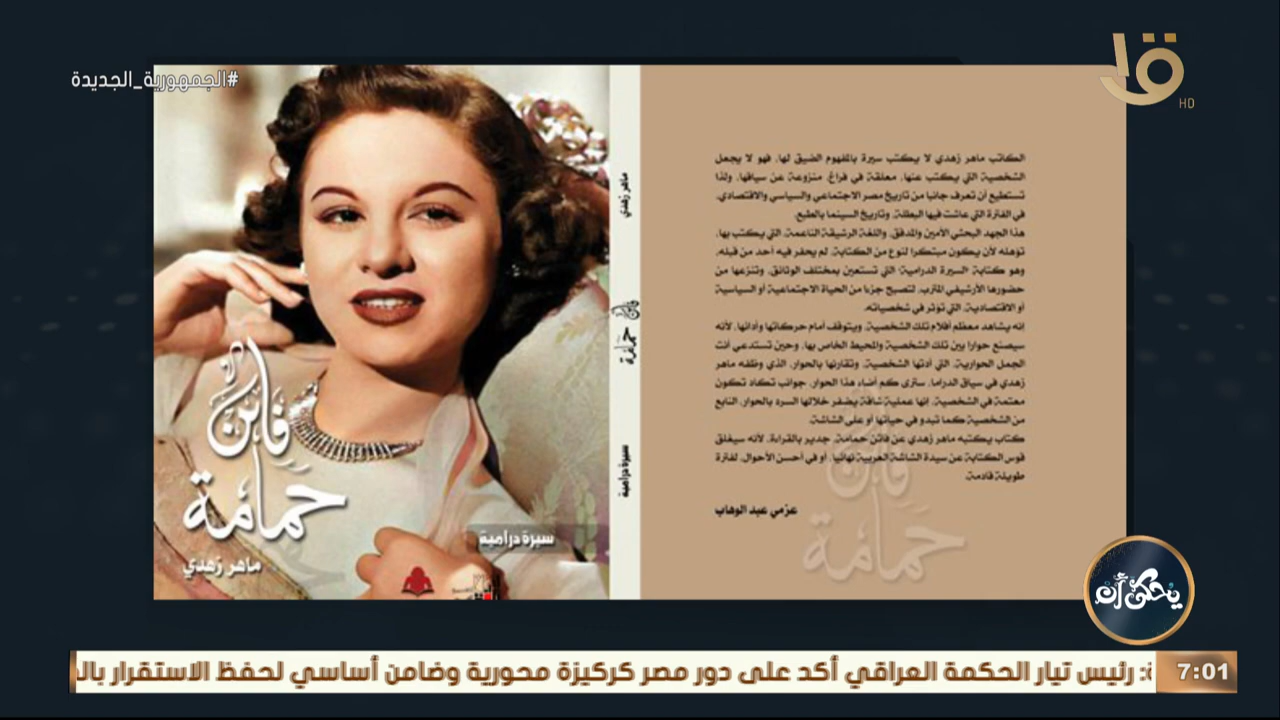 #الجمهورية_الجديدة
HD
فاتن
حمامة
ماهر زهدي
سيرة درامية
ماهر زهدي
فاتن حمامة
سيرة درامية
الكاتب ماهر زهدي لا يكتب سيرة بالمفهوم الضيق لها، فهو لا يجعل
الشخصية التي يكتب عنها، معلقة في فراغ، منزوعة عن سياقها، ولذا
تستطيع أن تعرف جانبا من تاريخ مصر الاجتماعي والسياسي والاقتصادي،
في الفترة التي عاشت فيها البطلة، وتاريخ السينما بالطبع.
هذا الجهد البحثي الأمين والمدقق، واللغة الرشيقة الناعمة، التي يكتب بها،
تؤهله لأن يكون مبتكرا لنوع من الكتابة، لم يحفر فيه أحد من قبله،
وهو كتابة السيرة الدرامية التي تستعين بمختلف الوثائق، وتنزعها من
حضورها الأرشيفي المترب، لتصبح جزءا من الحياة الاجتماعية أو السياسية
أو الاقتصادية، التي تؤثر في شخصياته.
إنه يشاهد معظم أفلام تلك الشخصية، ويتوقف أمام حركاتها وأدائها، لأنه
سيصنع حوارا بين تلك الشخصية والمحيط الخاص بها، وحين تستدعي أنت
الجمل الحوارية، التي أدتها الشخصية، وتقارنها بالحوار، الذي وظفه ماهر
زهدي في سياق الدراما، سترى كم أضاء هذا الحوار، جوانب تكاد تكون
معتمة في الشخصية، إنها عملية شاقة يضفر خلالها السرد بالحوار، النابع
من الشخصية كما تبدو في حياتها أو على الشاشة.
كتاب يكتبه ماهر زهدي عن فاتن حمامة، جدير بالقراءة، لأنه سيغلق
قوس الكتابة عن سيدة الشاشة العربية نهائيا، أو في أحسن الأحوال، لفترة
طويلة قادمة.
عزمي عبد الوهاب
فاتن
حمامة
يحكى أن
ة: رئيس تيار الحكمة العراقي أكد على دور مصر كركيزة محورية وضامن أساسي لحفظ الاستقرار بال
7:01